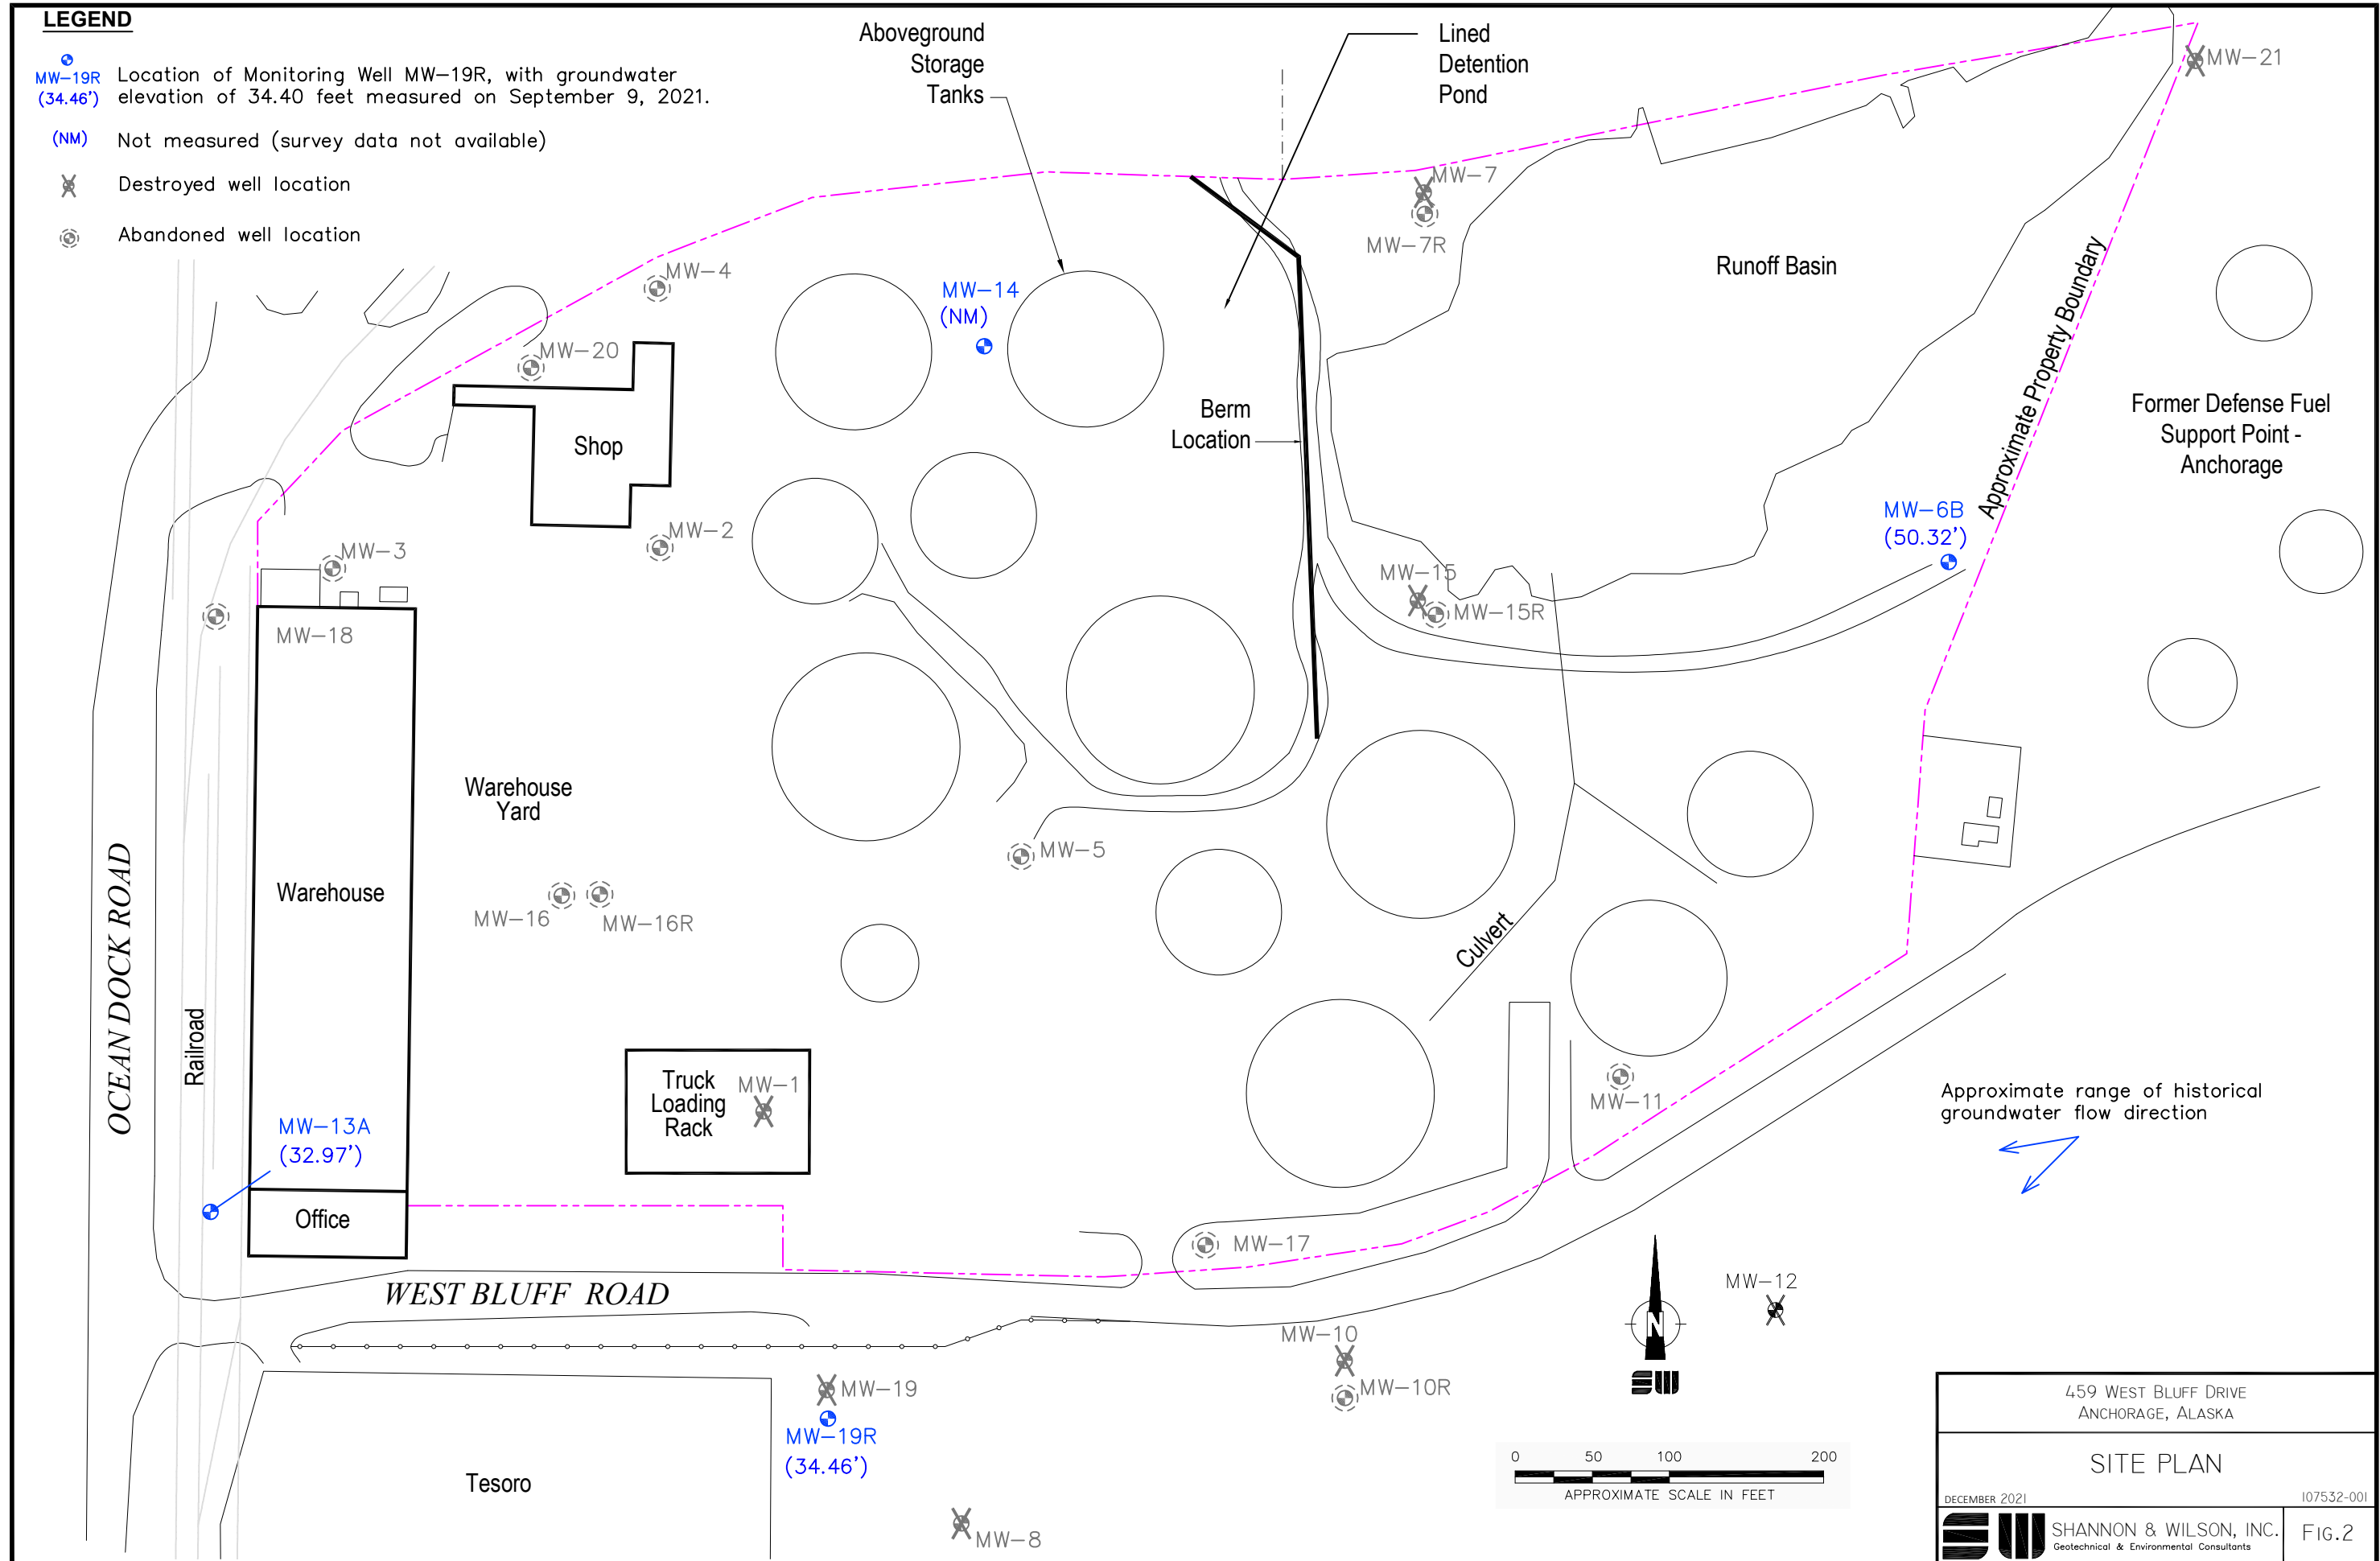 LEGEND
MW-19R
(34.46')
Location of Monitoring Well MW-19R, with groundwater
elevation of 34.40 feet measured on September 9, 2021.
(NM) Not measured (survey data not available)
Destroyed well location
Abandoned well location
Aboveground
Storage
Tanks
Lined
Detention
Pond
MW-21
MW-7
MW-7R
Runoff Basin
MW-4
MW-14
(NM)
MW-20
Shop
Berm
Location
Approximate Property Boundary
Former Defense Fuel
Support Point -
Anchorage
MW-6B
(50.32')
MW-2
MW-3
MW-15
MW-15R
MW-18
Warehouse
Yard
MW-5
Warehouse
MW-16
MW-16R
Culvert
OCEAN DOCK ROAD
Railroad
Truck
Loading
Rack
MW-1
MW-11
Approximate range of historical
groundwater flow direction
MW-13A
(32.97')
Office
MW-17
WEST BLUFF ROAD
MW-12
N
MW-10
MW-10R
MW-19
MW-19R
(34.46')
Tesoro
MW-8
0 50 100 200
APPROXIMATE SCALE IN FEET
459 WEST BLUFF DRIVE
ANCHORAGE, ALASKA
SITE PLAN
DECEMBER 2021
107532-001
SHANNON & WILSON, INC.
Geotechnical & Environmental Consultants
FIG.2